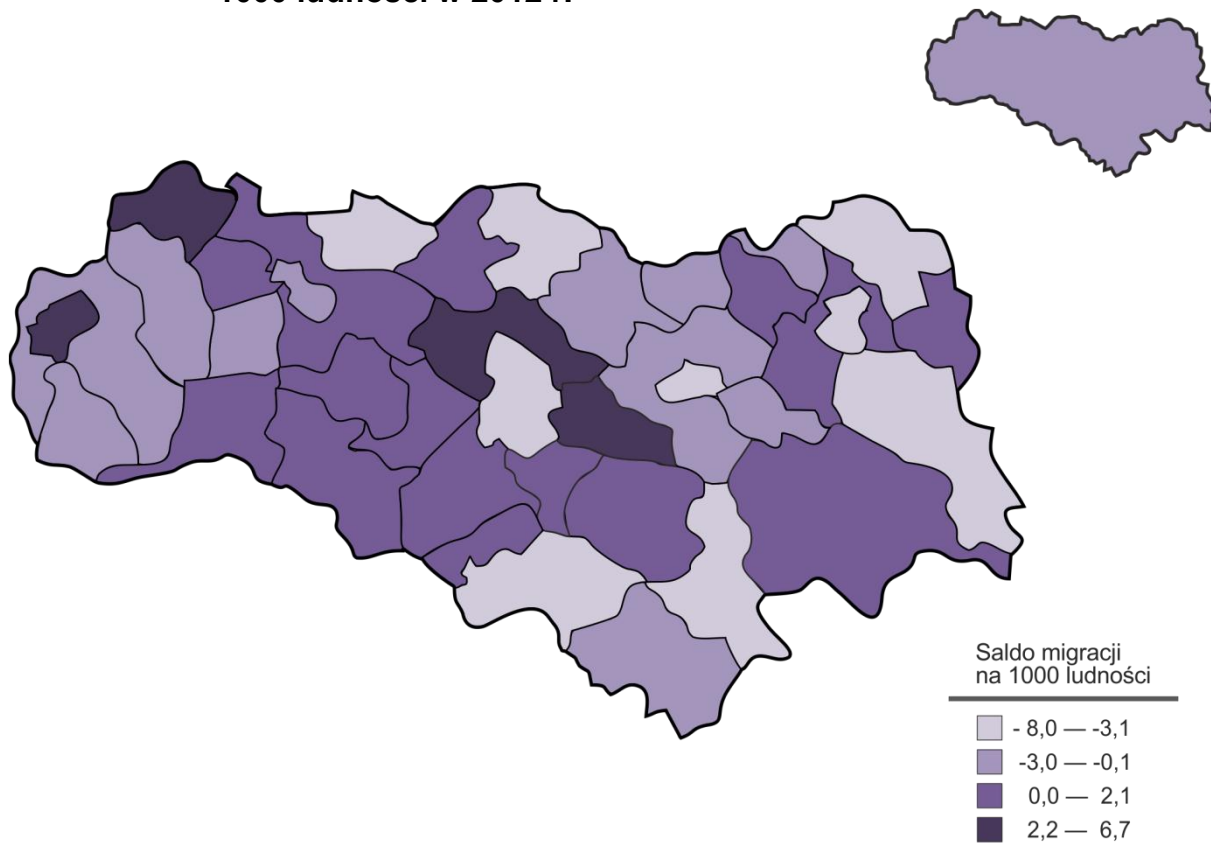 1000 ludności w 2012 r.
Saldo migracji
na 1000 ludności
- 8,0 — -3,1
-3,0 — -0,1
0,0 — 2,1
2,2 — 6,7